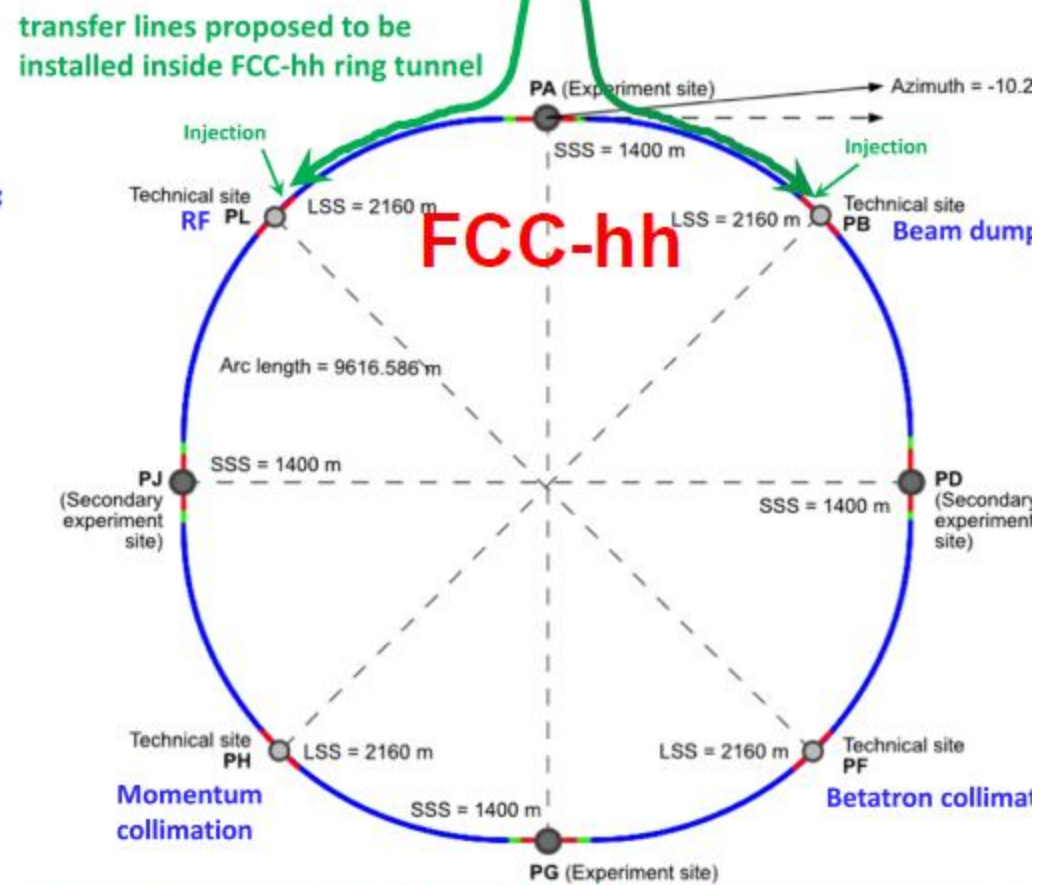 transfer lines proposed to be
installed inside FCC-hh ring tunnel
PA (Experiment site)
Azimuth = -10.2
Injection
SSS = 1400 m
Injection
Technical site
RF PL
LSS = 2160 m
LSS = 2160 m
Technical site
PB
Beam dump
FCC-hh
Arc length = 9616.586 m
SSS = 1400 m
PJ
(Secondary
experiment
site)
SSS = 1400 m
PD
(Secondary
experiment
site)
Technical site
PH
LSS = 2160 m
Momentum
collimation
LSS = 2160 m
Technical site
PF
Betatron collimat
SSS = 1400 m
PG (Experiment site)